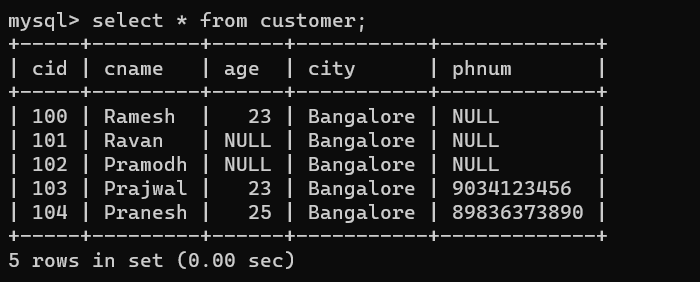 mysql> select * from customer;
+-----+---------+------+-----------+-------------+
| cid | cname   | age  | city      | phnum       |
+-----+---------+------+-----------+-------------+
| 100 | Ramesh  |   23 | Bangalore | NULL        |
| 101 | Ravan   | NULL | Bangalore | NULL        |
| 102 | Pramodh | NULL | Bangalore | NULL        |
| 103 | Prajwal |   23 | Bangalore | 9034123456  |
| 104 | Pranesh |   25 | Bangalore | 89836373890 |
+-----+---------+------+-----------+-------------+
5 rows in set (0.00 sec)